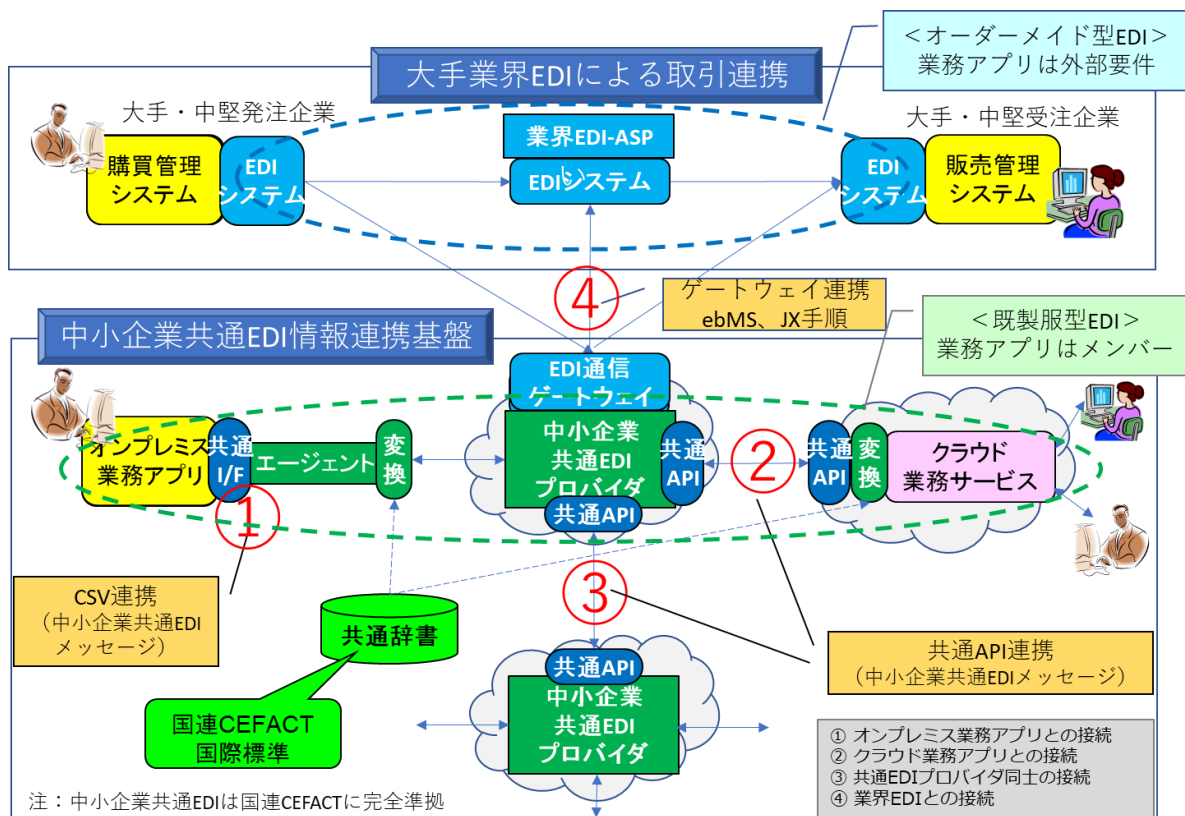 ＜オーダーメイド型EDI＞
業務アプリは外部要件
大手業界EDIによる取引連携
大手・中堅発注企業
大手・中堅受注企業
購買管理
システム
EDI
システム
業界EDI-ASP
EDIシステム
EDI
システム
販売管理
システム
④
ゲートウェイ連携
ebMS、JX手順
＜既製服型EDI＞
業務アプリはメンバー
中小企業共通EDI情報連携基盤
EDI通信
ゲートウェイ
オンプレミス
業務アプリ
共通
I/F
エージェント
変
換
中小企業
共通EDI
プロバイダ
共通
API
共通API
②
共通
API
変
換
クラウド
業務サービス
①
CSV連携
（中小企業共通EDI
メッセージ）
③
共通辞書
国連CEFACT
国際標準
共通API
中小企業
共通EDI
プロバイダ
共通API連携
（中小企業共通EDIメッセージ）
① オンプレミス業務アプリとの接続
② クラウド業務アプリとの接続
③ 共通EDIプロバイダ同士の接続
④ 業界EDIとの接続
注：中小企業共通EDIは国連CEFACTに完全準拠